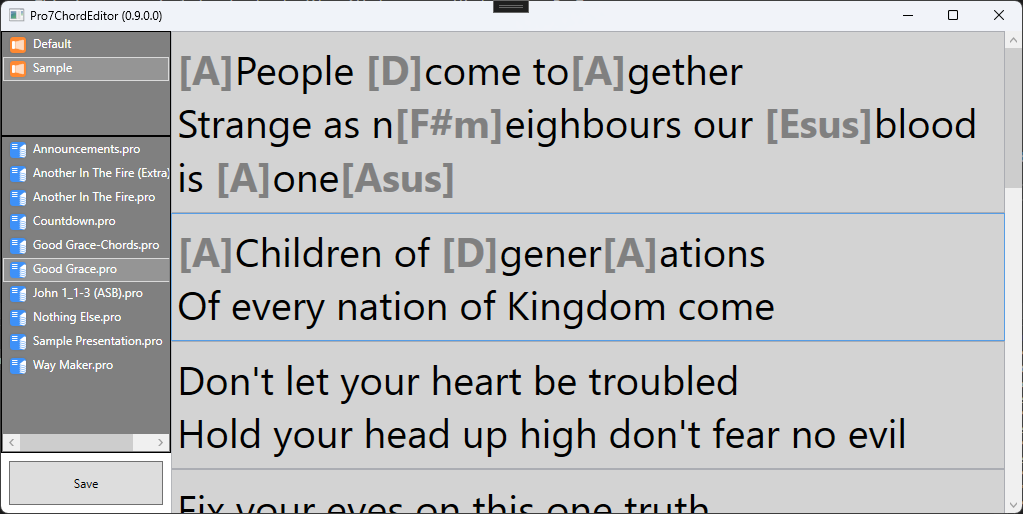 Pro7ChordEditor (0.9.0.0)
Default
Sample
Announcements.pro
Another In The Fire (Extra)
Another In The Fire.pro
Countdown.pro
Good Grace-Chords.pro
Good Grace.pro
John 1_1-3 (ASB).pro
Nothing Else.pro
Sample Presentation.pro
Way Maker.pro
Save
[A]People [D]come to[A]gether
Strange as n[F#m]eighbours our [Esus]blood
is [A]one[Asus]
[A]Children of [D]gener[A]ations
Of every nation of Kingdom come
Don't let your heart be troubled
Hold your head up high don't fear no evil
Fix your eyes on this one truth